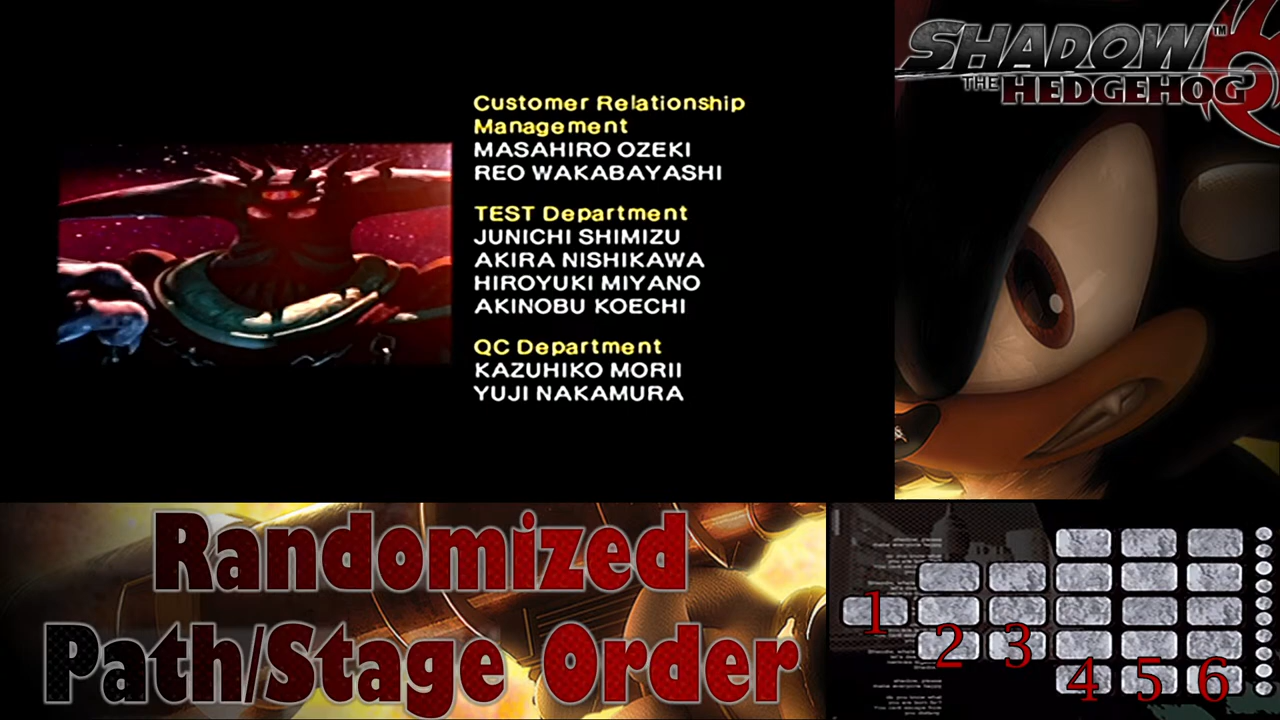 Customer Relationship
Management
MASAHIRO OZEKI
REO WAKABAYASHI
TEST Department
JUNICHI SHIMIZU
AKIRA NISHIKAWA
HIROYUKI MIYANO
AKINOBU KOECHI
QC Department
KAZUHIKO MORII
YUJI NAKAMURA
SHADOW™
THE HEDGEHOG
Randomized
Path/Stage Order
1
2
3
4
5
6